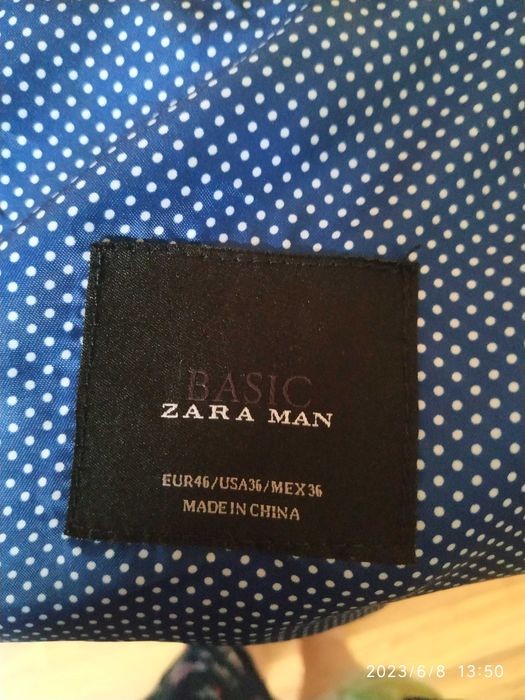 BASIC
ZARA MAN
EUR46/USA36/MEX36
MADE IN CHINA
2023/6/8 13:50